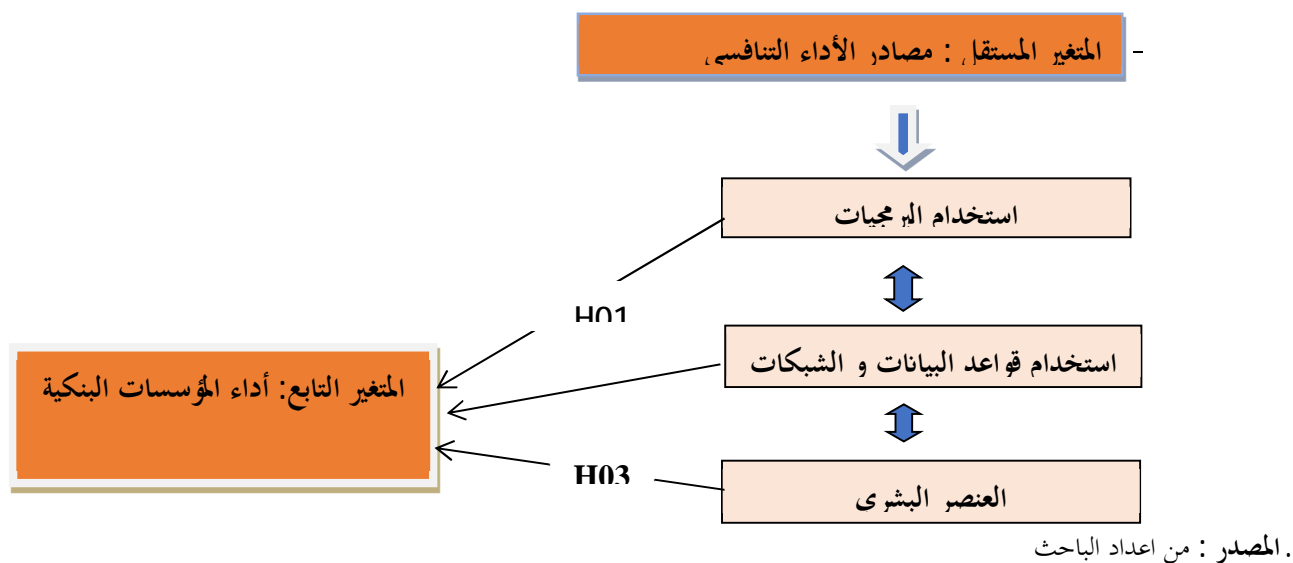 المتغير المستقل : مصادر الأداء التنافسي -
استخدام البرمجيات
H01
استخدام قواعد البيانات و الشبكات
المتغير التابع: أداء المؤسسات البنكية
H03
العنصر البشري
. المصدر : من اعداد الباحث